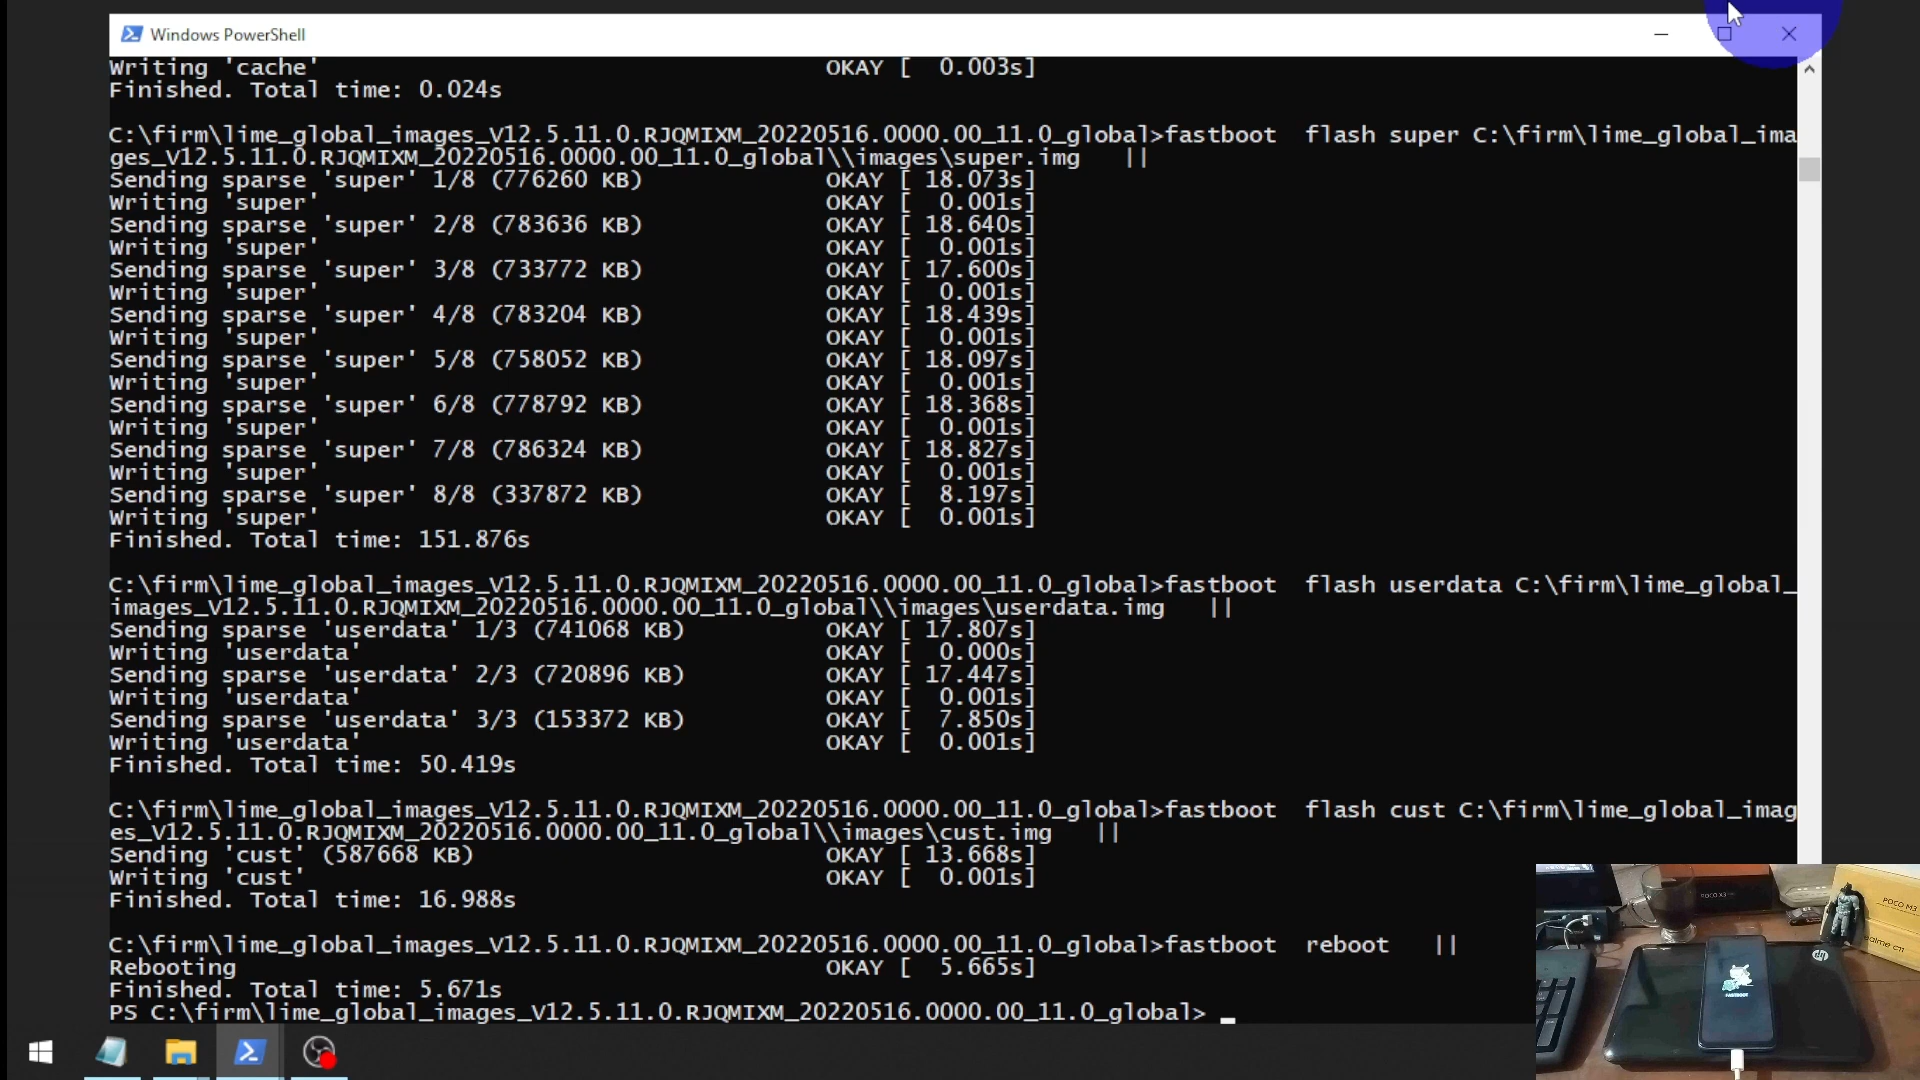 Windows PowerShell
Writing 'cache' OKAY [ 0.003s]
Finished. Total time: 0.024s
C:\firm\lime_global_images_V12.5.11.0.RJQMIXM_20220516.0000.00_11.0_global>fastboot  flash super C:\firm\lime_global_ima
ges_V12.5.11.0.RJQMIXM_20220516.0000.00_11.0_global\\images\super.img   ||
Sending sparse 'super' 1/8 (776260 KB) OKAY [ 18.073s]
Writing 'super' OKAY [ 0.001s]
Sending sparse 'super' 2/8 (783636 KB) OKAY [ 18.640s]
Writing 'super' OKAY [ 0.001s]
Sending sparse 'super' 3/8 (733772 KB) OKAY [ 17.600s]
Writing 'super' OKAY [ 0.001s]
Sending sparse 'super' 4/8 (783204 KB) OKAY [ 18.439s]
Writing 'super' OKAY [ 0.001s]
Sending sparse 'super' 5/8 (758052 KB) OKAY [ 18.097s]
Writing 'super' OKAY [ 0.001s]
Sending sparse 'super' 6/8 (778792 KB) OKAY [ 18.368s]
Writing 'super' OKAY [ 0.001s]
Sending sparse 'super' 7/8 (786324 KB) OKAY [ 18.827s]
Writing 'super' OKAY [ 0.001s]
Sending sparse 'super' 8/8 (337872 KB) OKAY [ 8.197s]
Writing 'super' OKAY [ 0.001s]
Finished. Total time: 151.876s
C:\firm\lime_global_images_V12.5.11.0.RJQMIXM_20220516.0000.00_11.0_global>fastboot  flash userdata C:\firm\lime_global_
images_V12.5.11.0.RJQMIXM_20220516.0000.00_11.0_global\\images\userdata.img   ||
Sending sparse 'userdata' 1/3 (741068 KB) OKAY [ 17.807s]
Writing 'userdata' OKAY [ 0.000s]
Sending sparse 'userdata' 2/3 (720896 KB) OKAY [ 17.447s]
Writing 'userdata' OKAY [ 0.001s]
Sending sparse 'userdata' 3/3 (153372 KB) OKAY [ 7.850s]
Writing 'userdata' OKAY [ 0.001s]
Finished. Total time: 50.419s
C:\firm\lime_global_images_V12.5.11.0.RJQMIXM_20220516.0000.00_11.0_global>fastboot  flash cust C:\firm\lime_global_imag
es_V12.5.11.0.RJQMIXM_20220516.0000.00_11.0_global\\images\cust.img   ||
Sending 'cust' (587668 KB) OKAY [ 13.668s]
Writing 'cust' OKAY [ 0.001s]
Finished. Total time: 16.988s
C:\firm\lime_global_images_V12.5.11.0.RJQMIXM_20220516.0000.00_11.0_global>fastboot  reboot   ||
Rebooting OKAY [ 5.665s]
Finished. Total time: 5.671s
PS C:\firm\lime_global_images_V12.5.11.0.RJQMIXM_20220516.0000.00_11.0_global> _
POCO X3
POCO M3
realme C11
hp
FASTBOOT